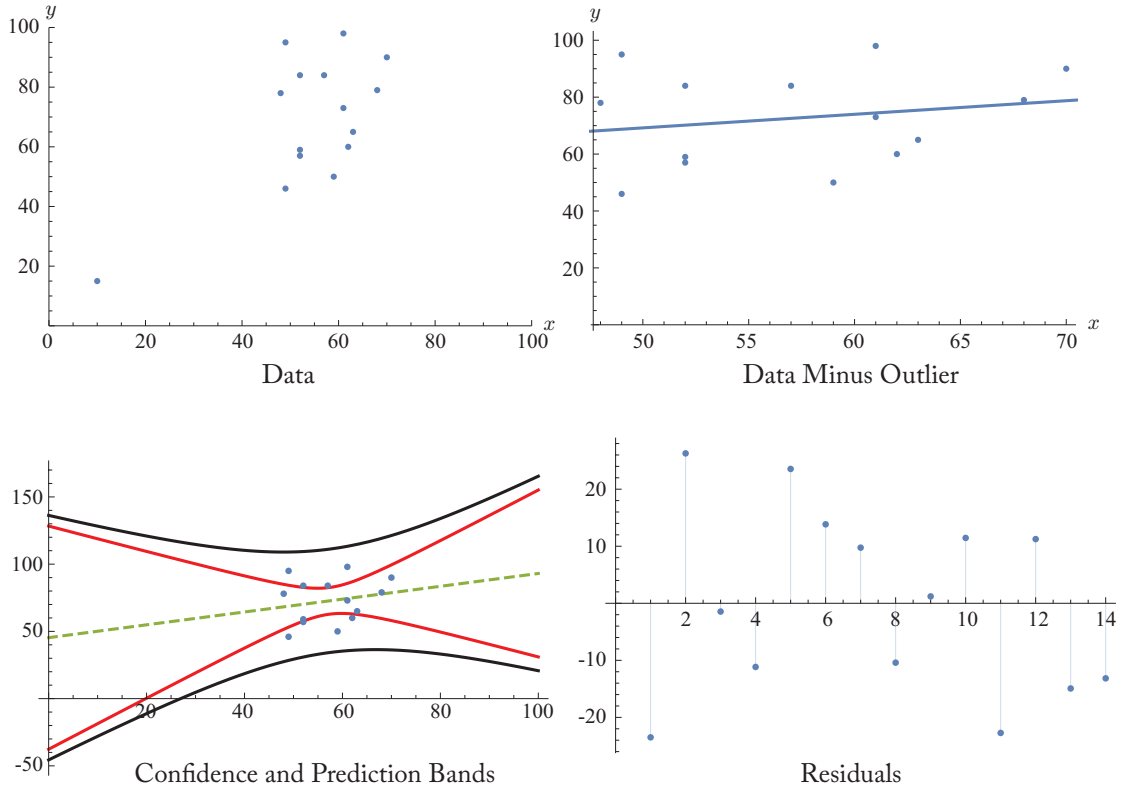 y
100
80
60
40
20
0 20 40 60 80 100 x
Data
y
100
80
60
40
20
50 55 60 65 70 x
Data Minus Outlier
150
100
50
20 40 60 80 100
-50
Confidence and Prediction Bands
20
10
2 4 6 8 10 12 14
-10
-20
Residuals